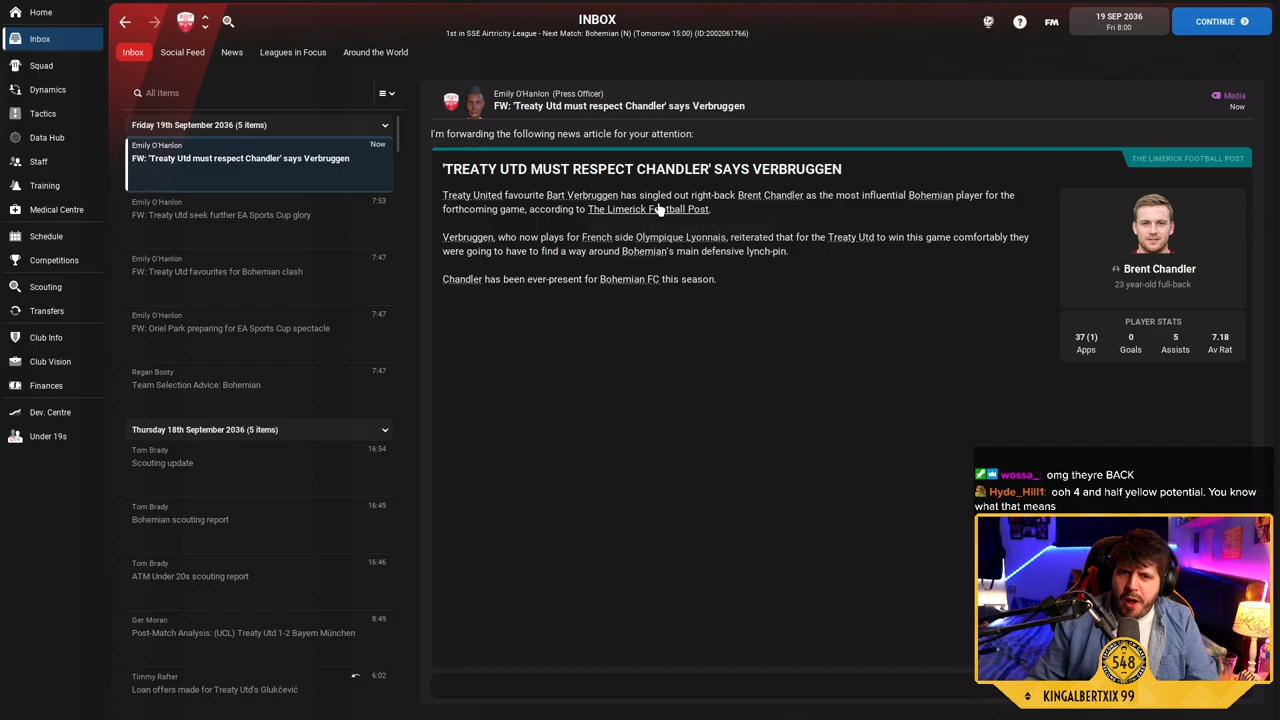 Home
Inbox
Squad
Dynamics
Tactics
Data Hub
Staff
Training
Medical Centre
Schedule
Competitions
Scouting
Transfers
Club Info
Club Vision
Finances
Dev. Centre
Under 19s
INBOX
1st in SSE Airtricity League - Next Match: Bohemian (N) (Tomorrow 15:00) (ID:2002061766)
?
FM
19 SEP 2036
Fri 8:00
CONTINUE
Inbox
Social Feed
News
Leagues in Focus
Around the World
All Items
Friday 19th September 2036 (5 items)
Emily O'Hanlon
Now
FW: 'Treaty Utd must respect Chandler' says Verbruggen
Emily O'Hanlon
7:53
FW: Treaty Utd seek further EA Sports Cup glory
Emily O'Hanlon
7:47
FW: Treaty Utd favourites for Bohemian clash
Emily O'Hanlon
7:47
FW: Oriel Park preparing for EA Sports Cup spectacle
Regan Booty
7:47
Team Selection Advice: Bohemian
Thursday 18th September 2036 (5 items)
Tom Brady
16:54
Scouting update
Tom Brady
16:49
Bohemian scouting report
Tom Brady
16:46
ATM Under 20s scouting report
Ger Moran
8:49
Post-Match Analysis: (UCL) Treaty Utd 1-2 Bayern München
Timmy Rafter
6:02
Loan offers made for Treaty Utd's Glukčević
Emily O'Hanlon (Press Officer)
FW: 'Treaty Utd must respect Chandler' says Verbruggen
Media
Now
I'm forwarding the following news article for your attention:
THE LIMERICK FOOTBALL POST
'TREATY UTD MUST RESPECT CHANDLER' SAYS VERBRUGGEN
Treaty United favourite Bart Verbruggen has singled out right-back Brent Chandler as the most influential Bohemian player for the
forthcoming game, according to The Limerick Football Post.
Verbruggen, who now plays for French side Olympique Lyonnais, reiterated that for the Treaty Utd to win this game comfortably they
were going to have to find a way around Bohemian's main defensive lynch-pin.
Chandler has been ever-present for Bohemian FC this season.
Brent Chandler
23 year-old full-back
PLAYER STATS
37 (1)
0
5
7.18
Apps
Goals
Assists
Av Rat
wossa_: omg theyre BACK
Hyde_Hill1: ooh 4 and half yellow potential. You know
what that means
548
KINGALBERTXIX 99